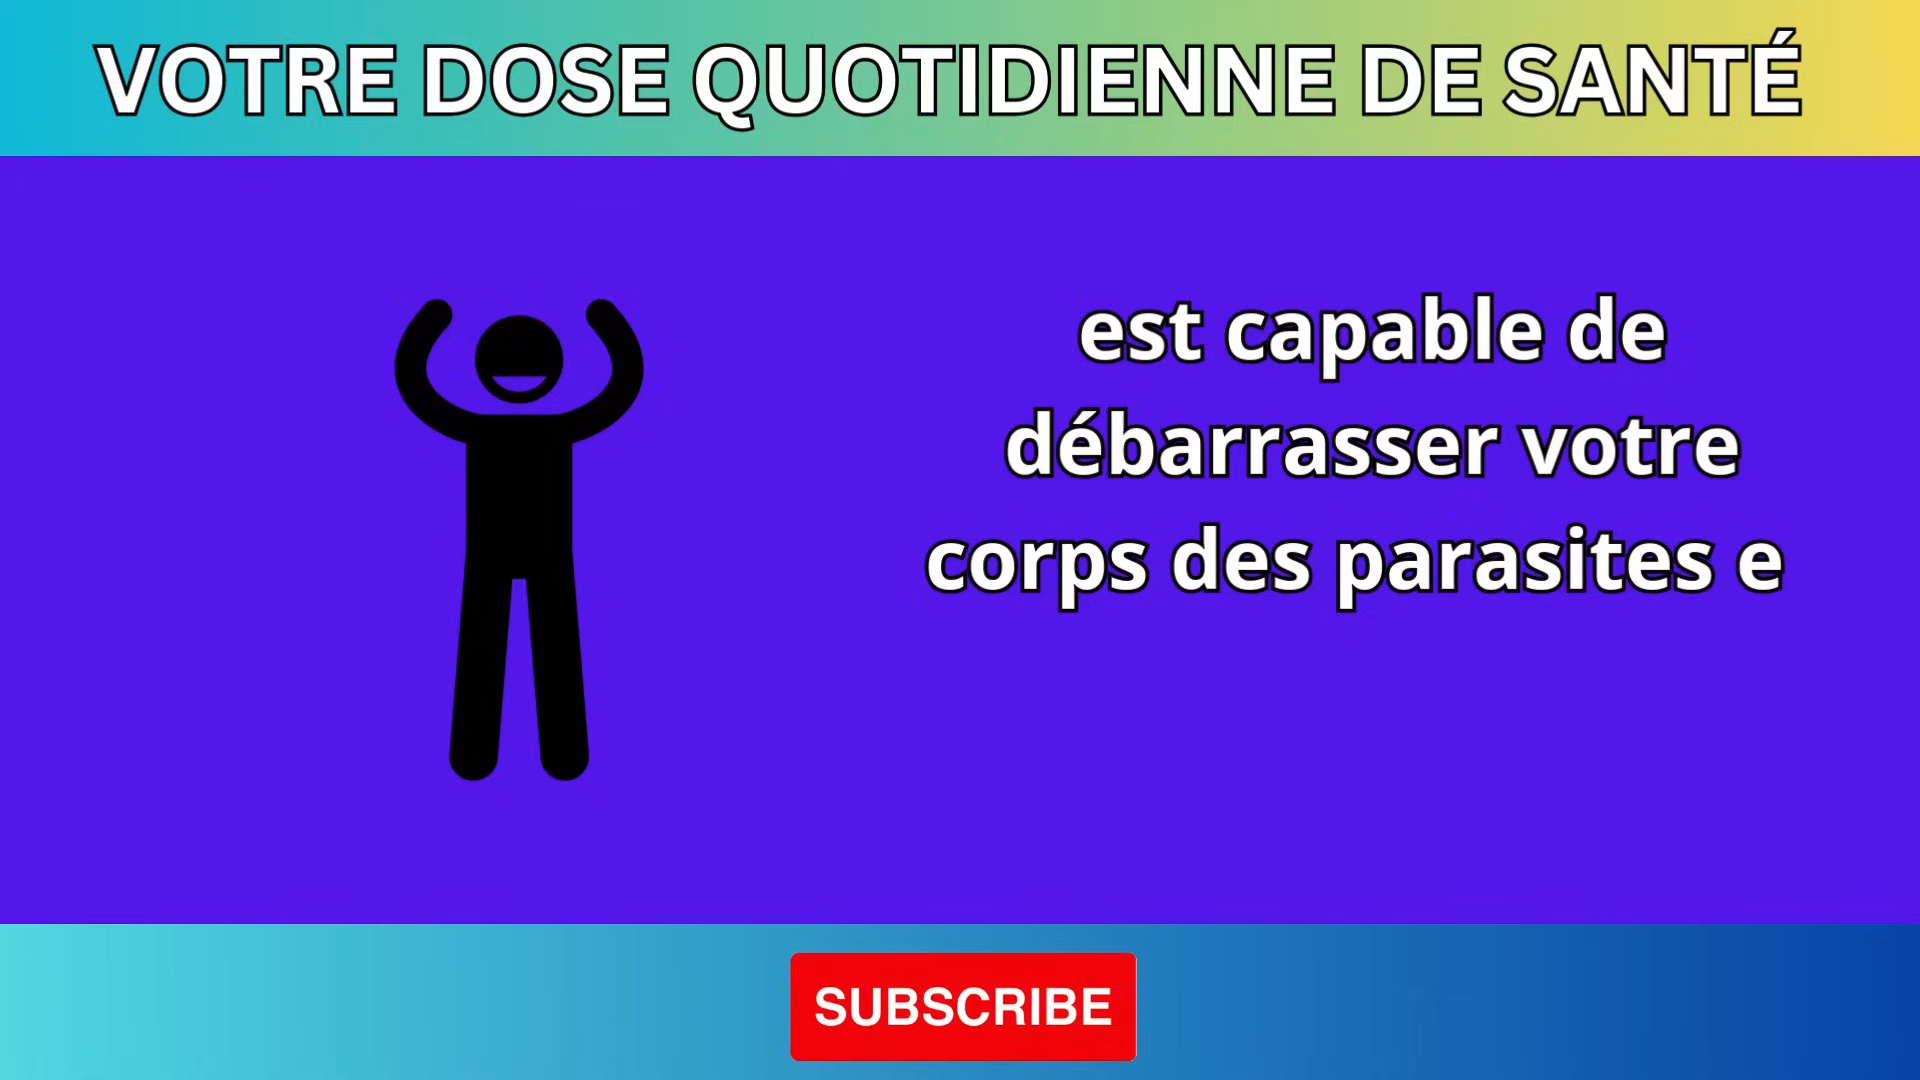 VOTRE DOSE QUOTIDIENNE DE SANTÉ
est capable de
débarrasser votre
corps des parasites e
SUBSCRIBE